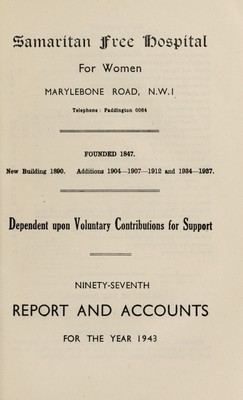 Samaritan Free Hospital
For Women
MARYLEBONE ROAD, N.W.1
Telephone: Paddington 0064
FOUNDED 1847.
New Building 1890. Additions 1904—1907—1912 and 1934—1937.
Dependent upon Voluntary Contributions for Support
NINETY-SEVENTH
REPORT AND ACCOUNTS
FOR THE YEAR 1943